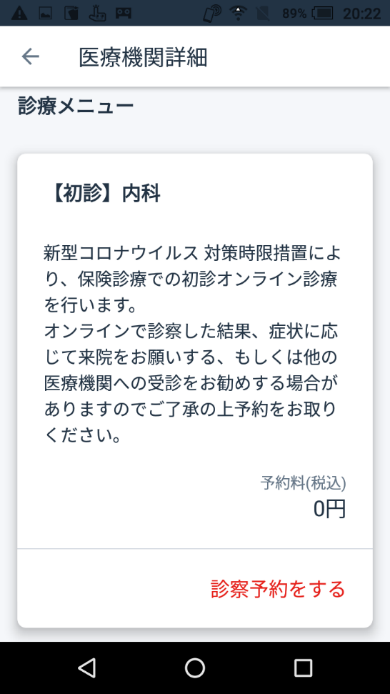 89% 20:22
医療機関詳細
診療メニュー
【初診】内科
新型コロナウイルス 対策時限措置によ
り、保険診療での初診オンライン診療
を行います。
オンラインで診察した結果、症状に応
じて来院をお願いする、もしくは他の
医療機関への受診をお勧めする場合が
ありますのでご了承の上予約をお取り
ください。
予約料(税込)
0円
診察予約をする